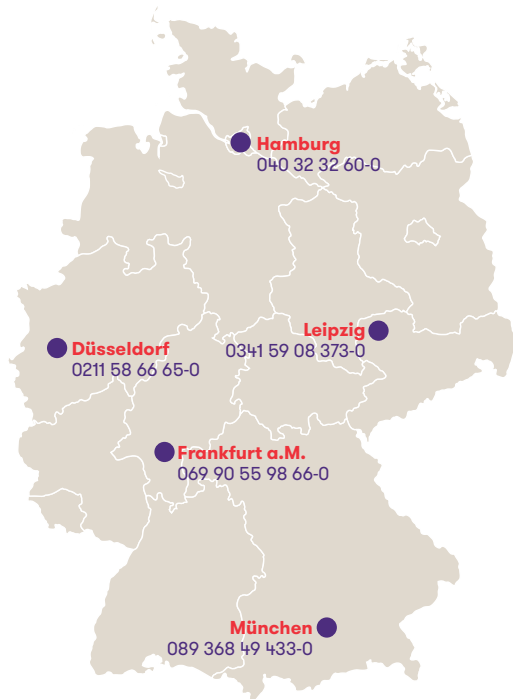 Hamburg
040 32 32 60-0
Leipzig
0341 59 08 373-0
Düsseldorf
0211 58 66 65-0
Frankfurt a.M.
069 90 55 98 66-0
München
089 368 49 433-0